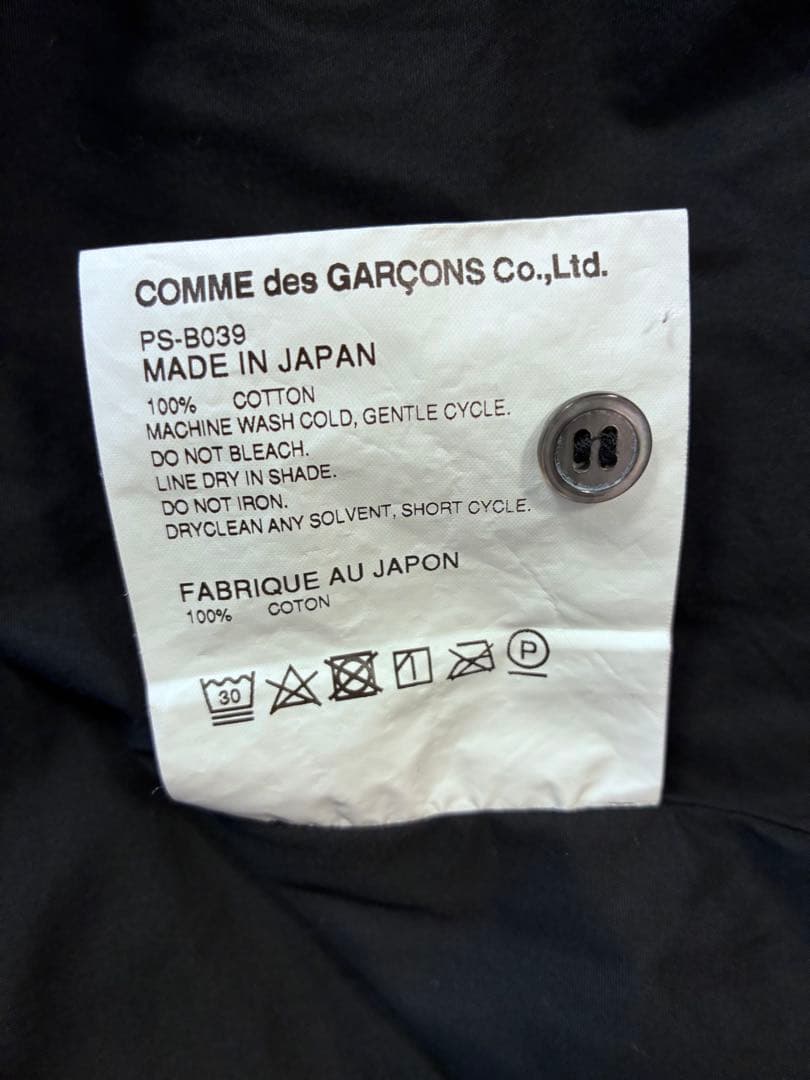 COMME des GARÇONS Co.,Ltd.
PS-B039
MADE IN JAPAN
100% COTTON
MACHINE WASH COLD, GENTLE CYCLE.
DO NOT BLEACH.
LINE DRY IN SHADE.
DO NOT IRON.
DRYCLEAN ANY SOLVENT, SHORT CYCLE.
FABRIQUE AU JAPON
100% COTON
30 P